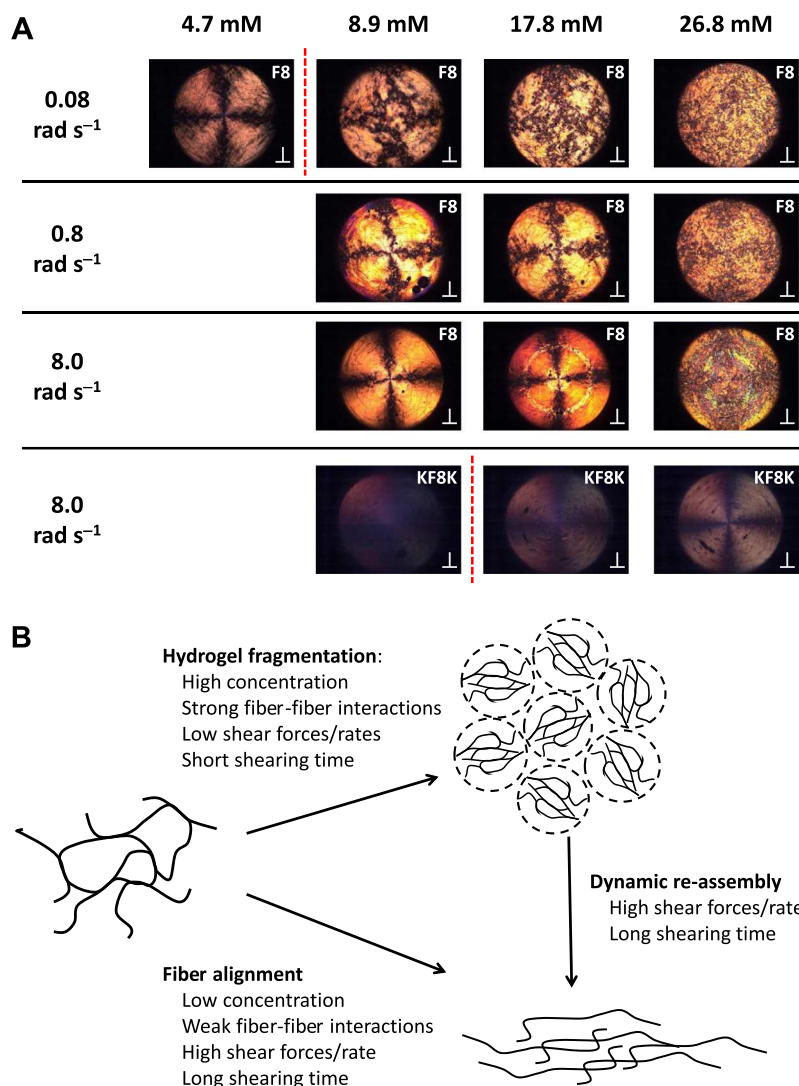 A
4.7 mM 8.9 mM 17.8 mM 26.8 mM
0.08
rad s⁻¹
F8 F8 F8 F8
0.8
rad s⁻¹
F8 F8 F8
8.0
rad s⁻¹
F8 F8 F8
8.0
rad s⁻¹
KF8K KF8K KF8K
B
Hydrogel fragmentation:
High concentration
Strong fiber-fiber interactions
Low shear forces/rates
Short shearing time
Dynamic re-assembly
High shear forces/rate
Long shearing time
Fiber alignment
Low concentration
Weak fiber-fiber interactions
High shear forces/rate
Long shearing time